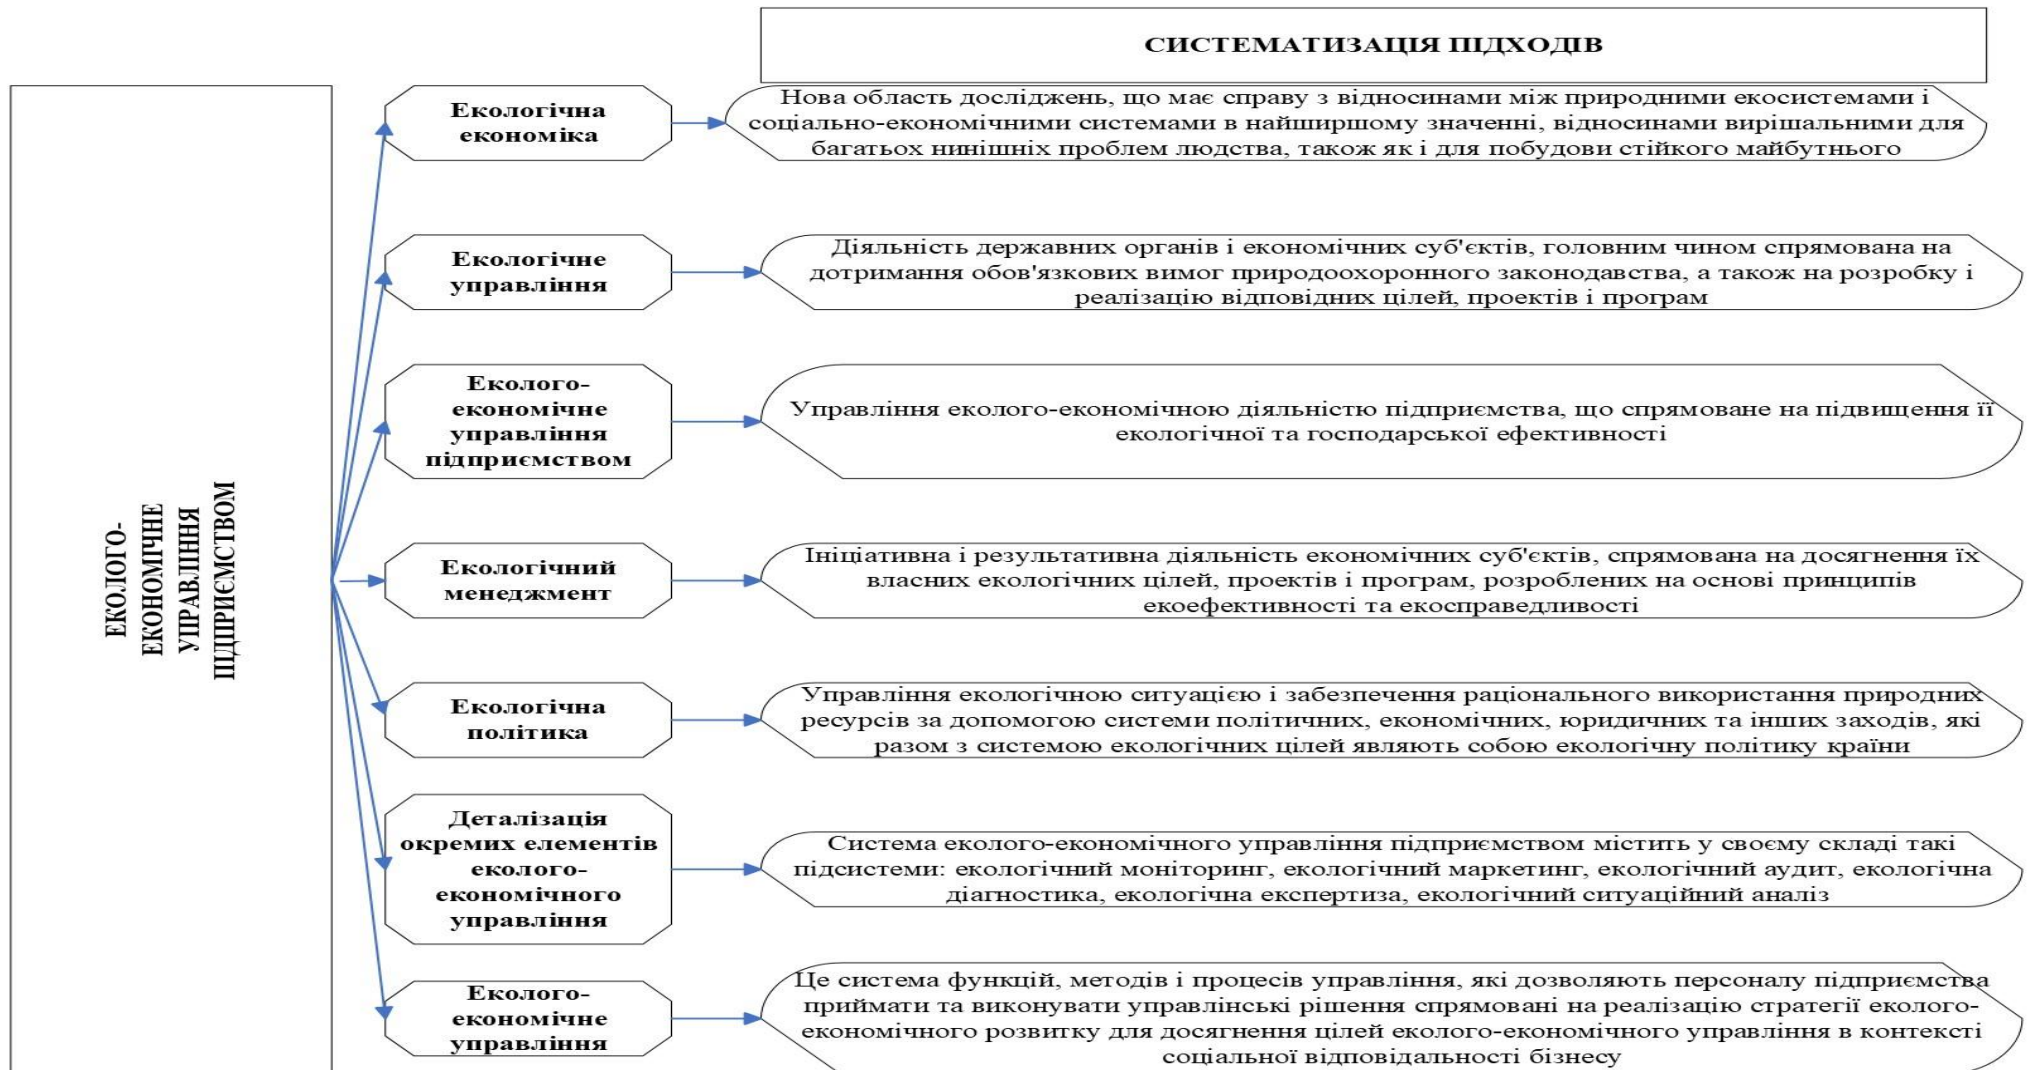 СИСТЕМАТИЗАЦІЯ ПІДХОДІВ
ЕКОЛОГО-
ЕКОНОМІЧНЕ
УПРАВЛІННЯ
ПІДПРИЄМСТВОМ
Екологічна
економіка
Нова область досліджень, що має справу з відносинами між природними екосистемами і
соціально-економічними системами в найширшому значенні, відносинами вирішальними для
багатьох нинішніх проблем людства, також як і для побудови стійкого майбутнього
Екологічне
управління
Діяльність державних органів і економічних суб'єктів, головним чином спрямована на
дотримання обов'язкових вимог природоохоронного законодавства, а також на розробку і
реалізацію відповідних цілей, проектів і програм
Еколого-
економічне
управління
підприємством
Управління еколого-економічною діяльністю підприємства, що спрямоване на підвищення її
екологічної та господарської ефективності
Екологічний
менеджмент
Ініціативна і результативна діяльність економічних суб'єктів, спрямована на досягнення їх
власних екологічних цілей, проектів і програм, розроблених на основі принципів
екоефективності та екосправедливості
Екологічна
політика
Управління екологічною ситуацією і забезпечення раціонального використання природних
ресурсів за допомогою системи політичних, економічних, юридичних та інших заходів, які
разом з системою екологічних цілей являють собою екологічну політику країни
Деталізація
окремих елементів
еколого-
економічного
управління
Система еколого-економічного управління підприємством містить у своєму складі такі
підсистеми: екологічний моніторинг, екологічний маркетинг, екологічний аудит, екологічна
діагностика, екологічна експертиза, екологічний ситуаційний аналіз
Еколого-
економічне
управління
Це система функцій, методів і процесів управління, які дозволяють персоналу підприємства
приймати та виконувати управлінські рішення спрямовані на реалізацію стратегії еколого-
економічного розвитку для досягнення цілей еколого-економічного управління в контексті
соціальної відповідальності бізнесу